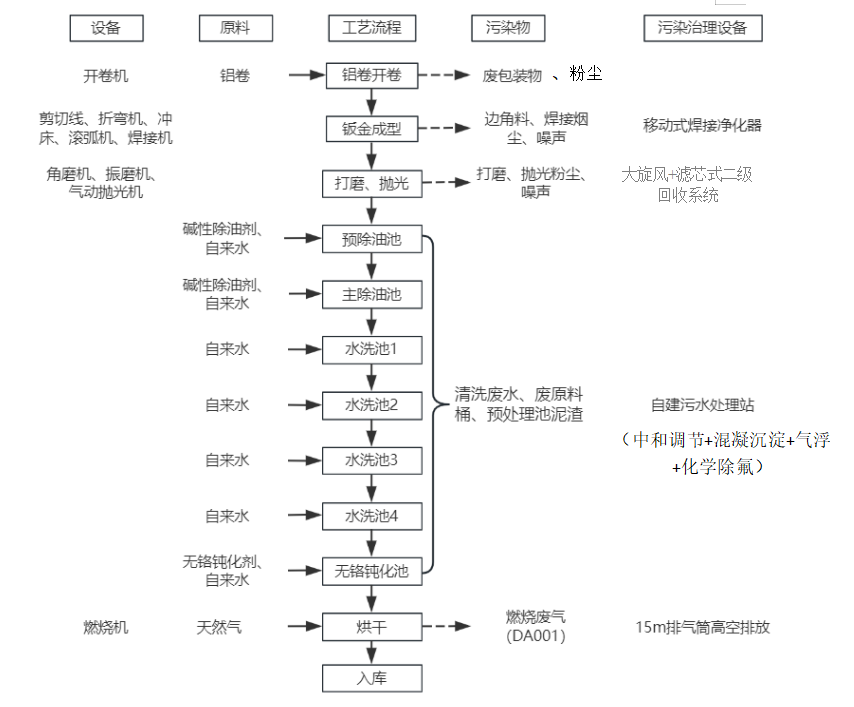 设备 原料 工艺流程 污染物 污染治理设备
开卷机 铝卷 铝卷开卷 废包装物 、粉尘
剪切线、折弯机、冲
床、滚弧机、焊接机
钣金成型
边角料、焊接烟
尘、噪声
移动式焊接净化器
角磨机、振磨机、
气动抛光机
打磨、抛光
打磨、抛光粉尘、
噪声
大旋风+滤芯式二级
回收系统
碱性除油剂、
自来水
预除油池
碱性除油剂、
自来水
主除油池
自来水 水洗池1
自来水 水洗池2
清洗废水、废原料
桶、预处理池泥渣
自建污水处理站
（中和调节+混凝沉淀+气浮
+化学除氟）
自来水 水洗池3
自来水 水洗池4
无铬钝化剂、
自来水
无铬钝化池
燃烧机 天然气 烘干
燃烧废气
(DA001)
15m排气筒高空排放
入库